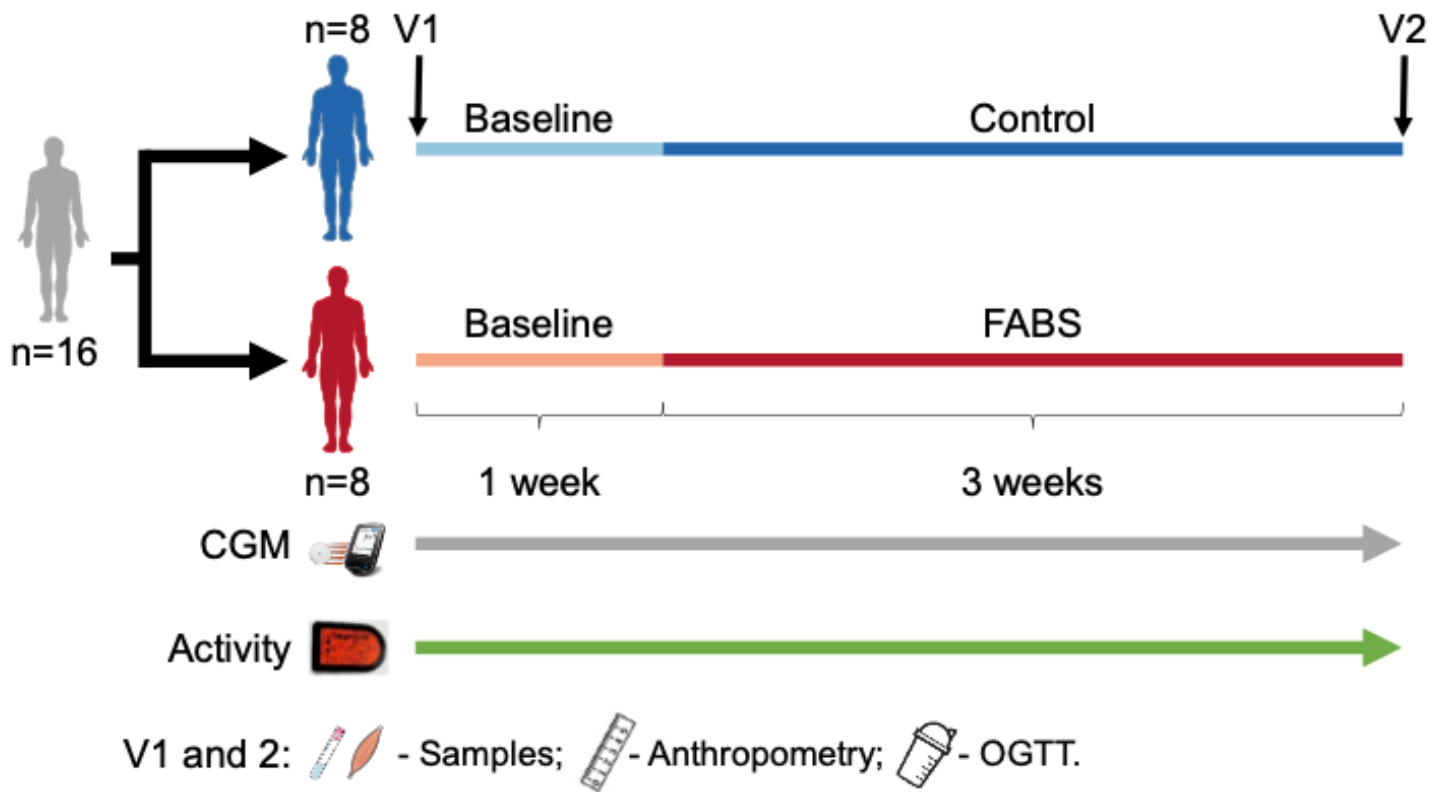 n=8 V1 V2
Baseline Control
n=16
Baseline FABS
n=8 1 week 3 weeks
CGM
Activity
V1 and 2: - Samples; - Anthropometry; - OGTT.